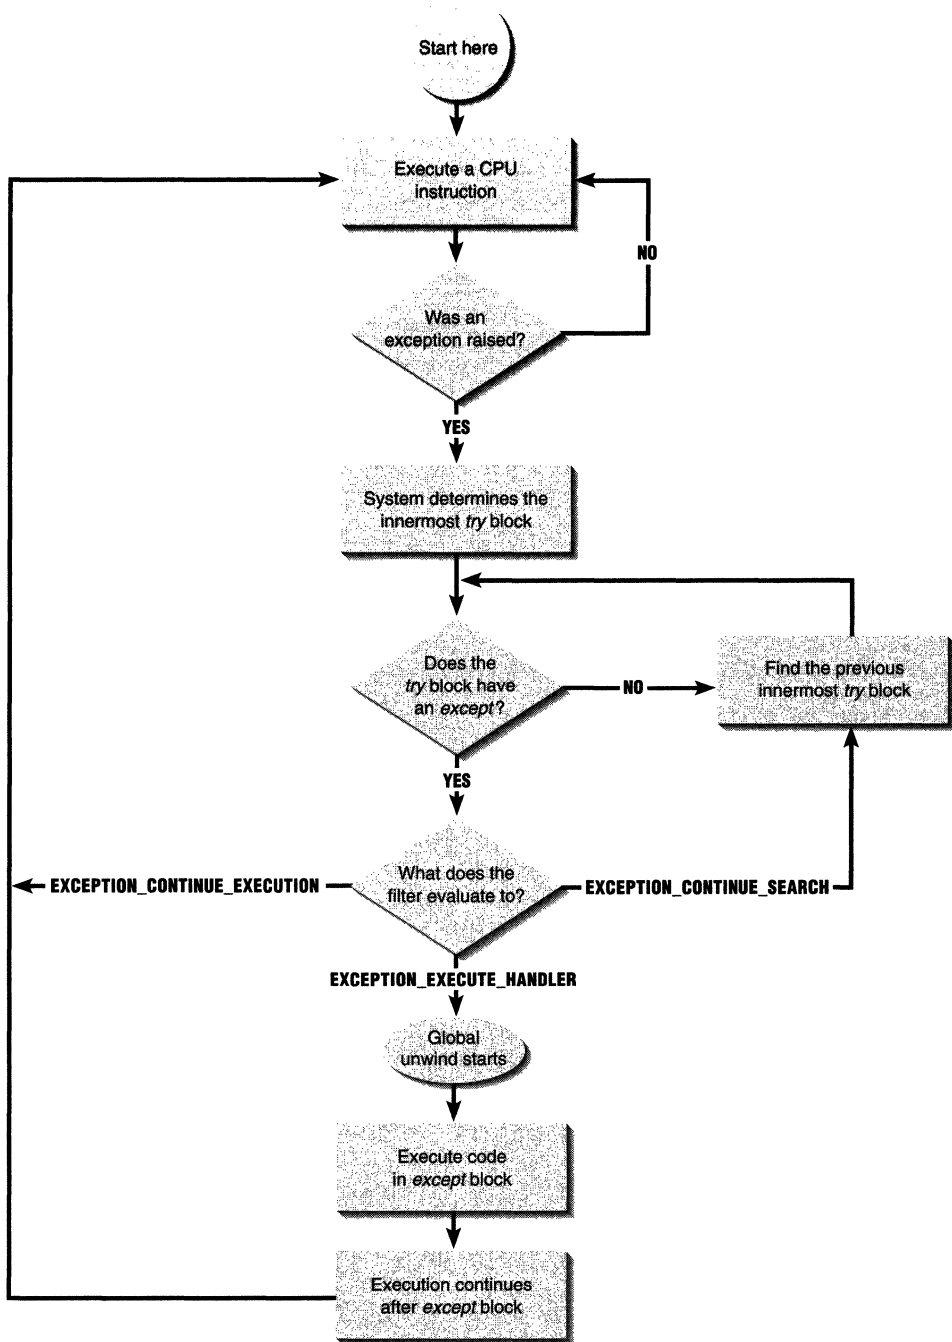 Start here
Execute a CPU
instruction
NO
Was an
exception raised?
YES
System determines the
innermost try block
Does the
try block have
an except?
NO
Find the previous
innermost try block
YES
EXCEPTION_CONTINUE_EXECUTION
What does the
filter evaluate to?
EXCEPTION_CONTINUE_SEARCH
EXCEPTION_EXECUTE_HANDLER
Global
unwind starts
Execute code
in except block
Execution continues
after except block